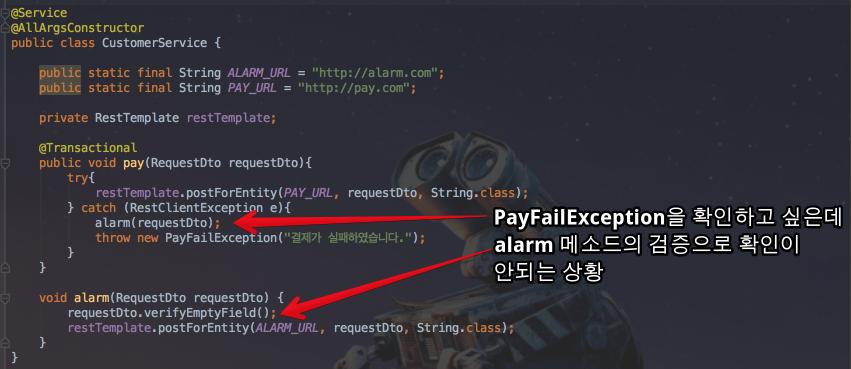 @Service
@AllArgsConstructor
public class CustomerService {
public static final String ALARM_URL = "http://alarm.com";
public static final String PAY_URL = "http://pay.com";
private RestTemplate restTemplate;
@Transactional
public void pay(RequestDto requestDto){
try{
restTemplate.postForEntity(PAY_URL, requestDto, String.class);
} catch (RestClientException e){
alarm(requestDto);
throw new PayFailException("결제가 실패하였습니다.");
}
}
PayFailException을 확인하고 싶은데
alarm 메소드의 검증으로 확인이
안되는 상황
void alarm(RequestDto requestDto) {
requestDto.verifyEmptyField();
restTemplate.postForEntity(ALARM_URL, requestDto, String.class);
}
}